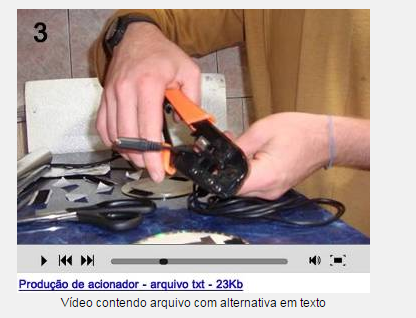 3
Produção de acionador - arquivo txt - 23Kb
Vídeo contendo arquivo com alternativa em texto